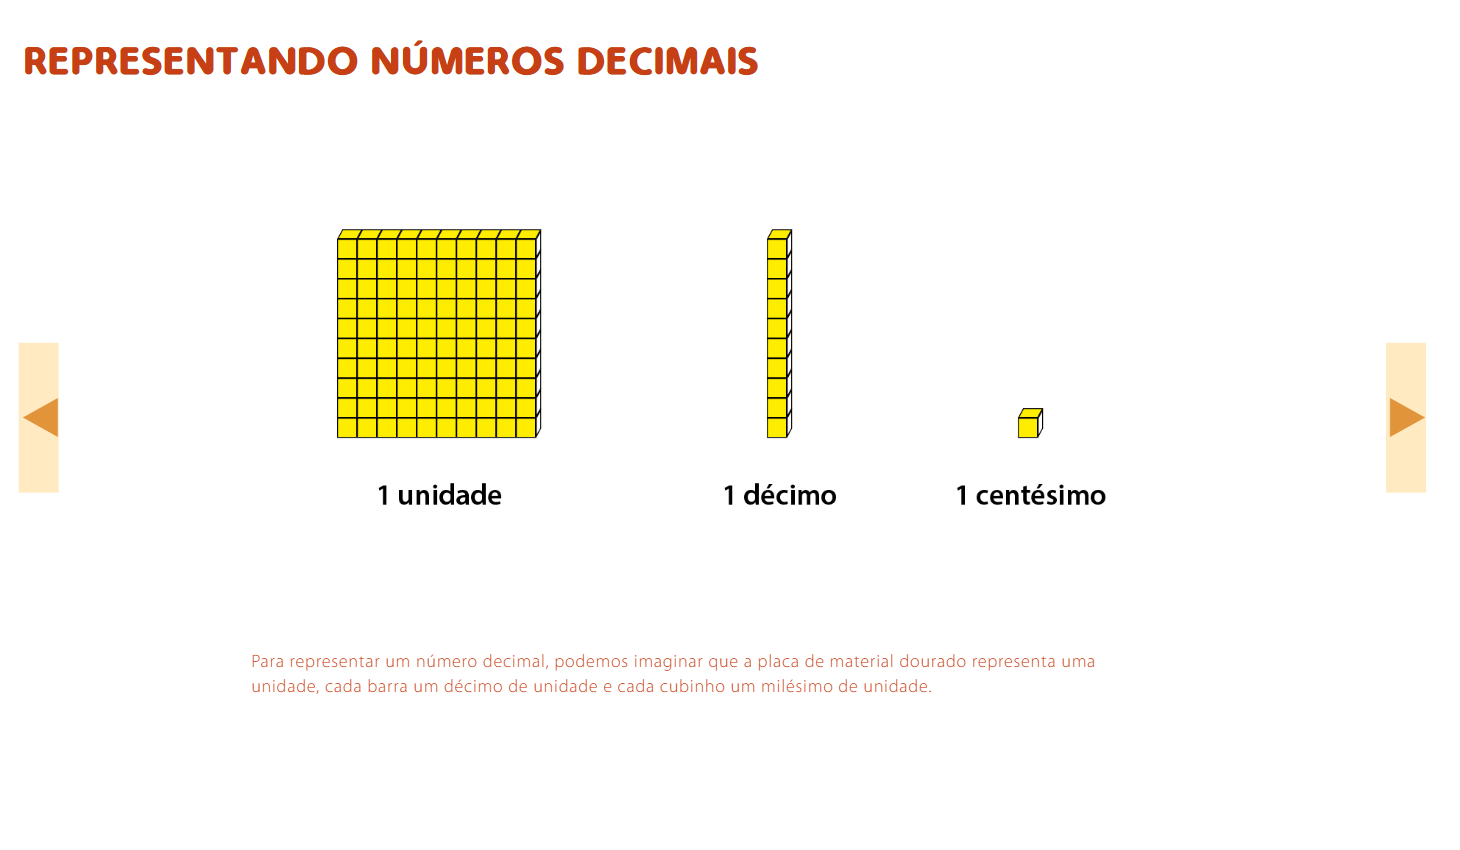 REPRESENTANDO NÚMEROS DECIMAIS
1 unidade
1 décimo
1 centésimo
Para representar um número decimal, podemos imaginar que a placa de material dourado representa uma
unidade, cada barra um décimo de unidade e cada cubinho um milésimo de unidade.